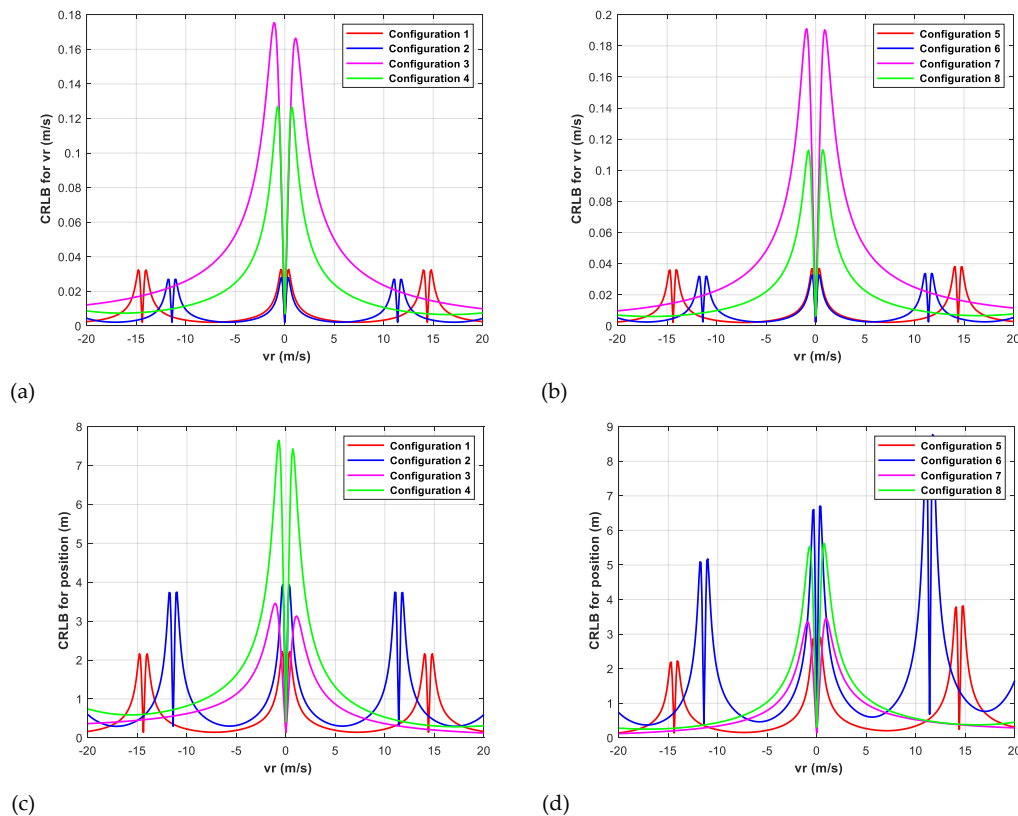 0.18
0.16
0.14
0.12
0.1
0.08
0.06
0.04
0.02
0
CRLB for vr (m/s)
Configuration 1
Configuration 2
Configuration 3
Configuration 4
-20 -15 -10 -5 0 5 10 15 20
vr (m/s)
(a)
0.2
0.18
0.16
0.14
0.12
0.1
0.08
0.06
0.04
0.02
0
CRLB for vr (m/s)
Configuration 5
Configuration 6
Configuration 7
Configuration 8
-20 -15 -10 -5 0 5 10 15 20
vr (m/s)
(b)
8
7
6
5
4
3
2
1
0
CRLB for position (m)
Configuration 1
Configuration 2
Configuration 3
Configuration 4
-20 -15 -10 -5 0 5 10 15 20
vr (m/s)
(c)
9
8
7
6
5
4
3
2
1
0
CRLB for position (m)
Configuration 5
Configuration 6
Configuration 7
Configuration 8
-20 -15 -10 -5 0 5 10 15 20
vr (m/s)
(d)